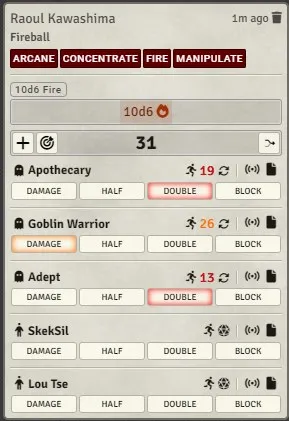 Raoul Kawashima 1m ago
Fireball
ARCANE CONCENTRATE FIRE MANIPULATE
10d6 Fire
10d6
31
Apothecary 19
DAMAGE HALF DOUBLE BLOCK
Goblin Warrior 26
DAMAGE HALF DOUBLE BLOCK
Adept 13
DAMAGE HALF DOUBLE BLOCK
SkekSil
DAMAGE HALF DOUBLE BLOCK
Lou Tse
DAMAGE HALF DOUBLE BLOCK